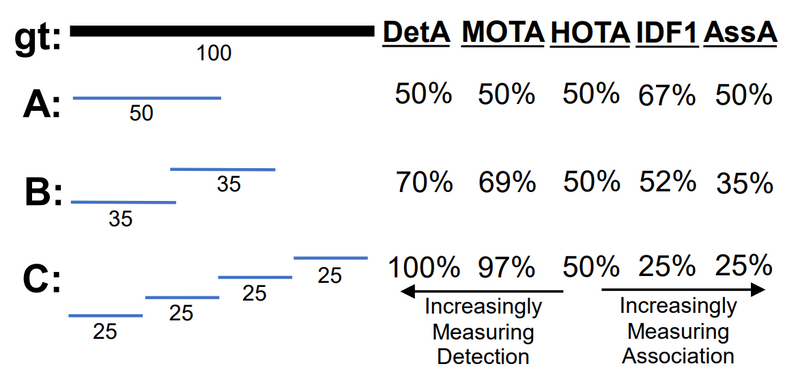 gt:
100
DetA MOTA HOTA IDF1 AssA
A:
50
50% 50% 50% 67% 50%
B:
35
35
70% 69% 50% 52% 35%
C:
25
25
25
25
100% 97% 50% 25% 25%
Increasingly
Measuring
Detection
Increasingly
Measuring
Association